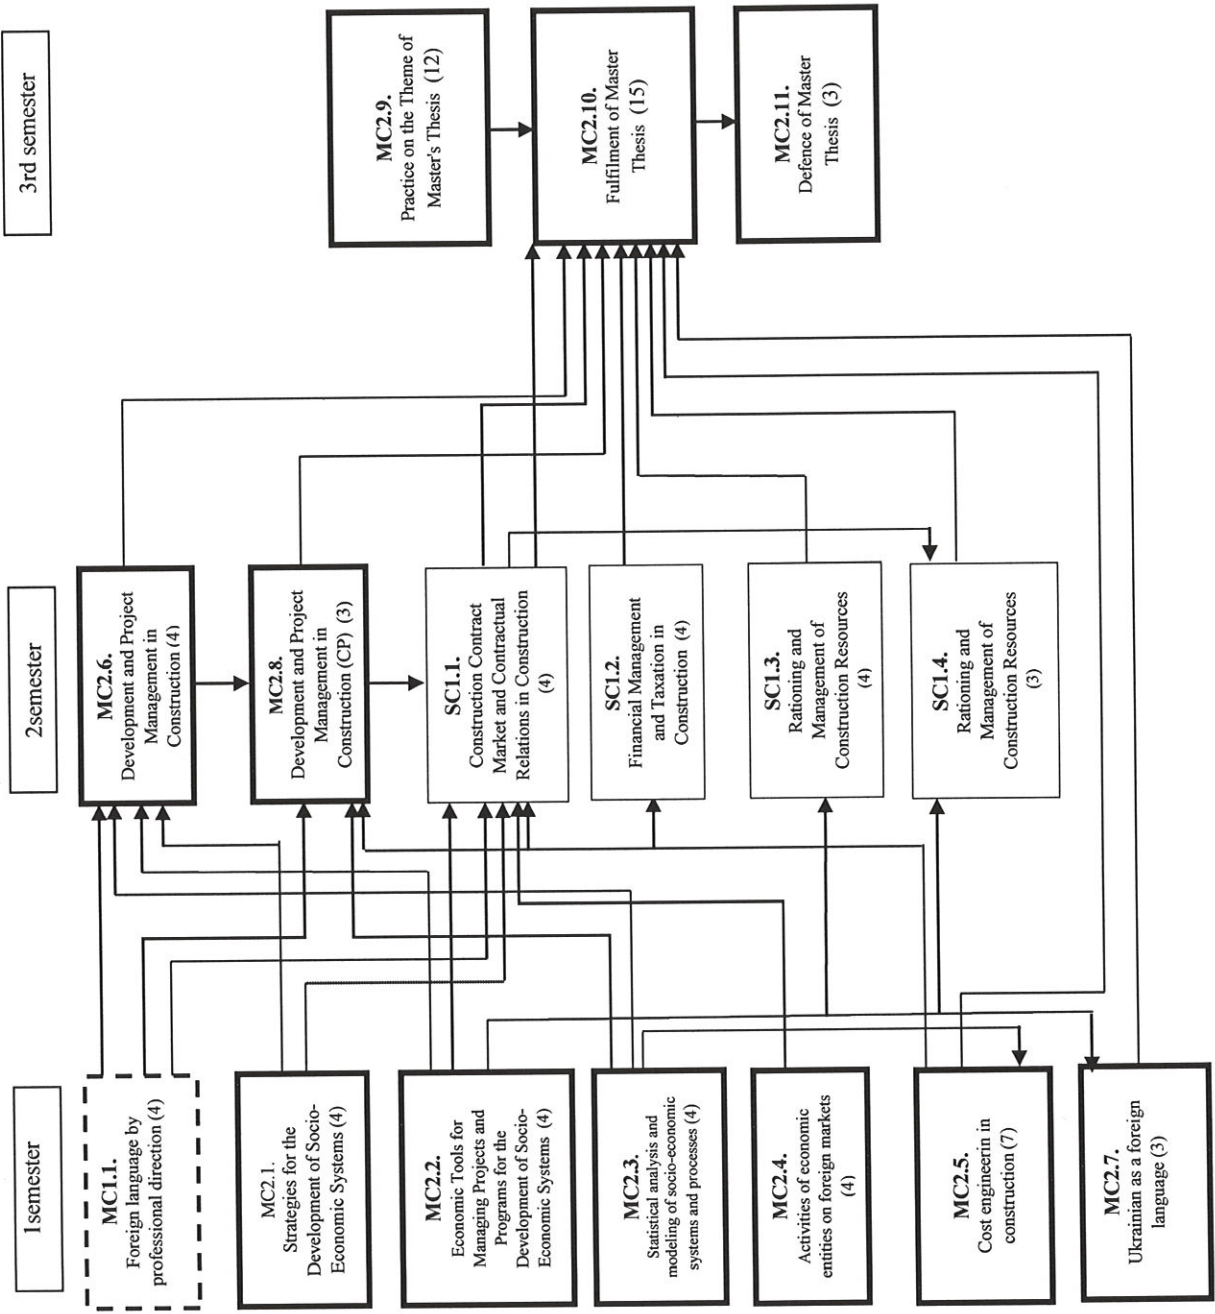 1semester
MC1.1.
Foreign language by
professional direction (4)
MC2.1.
Strategies for the
Development of Socio-
Economic Systems (4)
MC2.2.
Economic Tools for
Managing Projects and
Programs for the
Development of Socio-
Economic Systems (4)
MC2.3.
Statistical analysis and
modeling of socio-economic
systems and processes (4)
MC2.4.
Activities of economic
entities on foreign markets
(4)
MC2.5.
Cost engineerin in
construction (7)
MC2.7.
Ukrainian as a foreign
language (3)
2semester
MC2.6.
Development and Project
Management in
Construction (4)
MC2.8.
Development and Project
Management in
Construction (CP) (3)
SC1.1.
Construction Contract
Market and Contractual
Relations in Construction
(4)
SC1.2.
Financial Management
and Taxation in
Construction (4)
SC1.3.
Rationing and
Management of
Construction Resources
(4)
SC1.4.
Rationing and
Management of
Construction Resources
(3)
3rd semester
MC2.9.
Practice on the Theme of
Master's Thesis (12)
MC2.10.
Fulfilment of Master
Thesis (15)
MC2.11.
Defence of Master
Thesis (3)